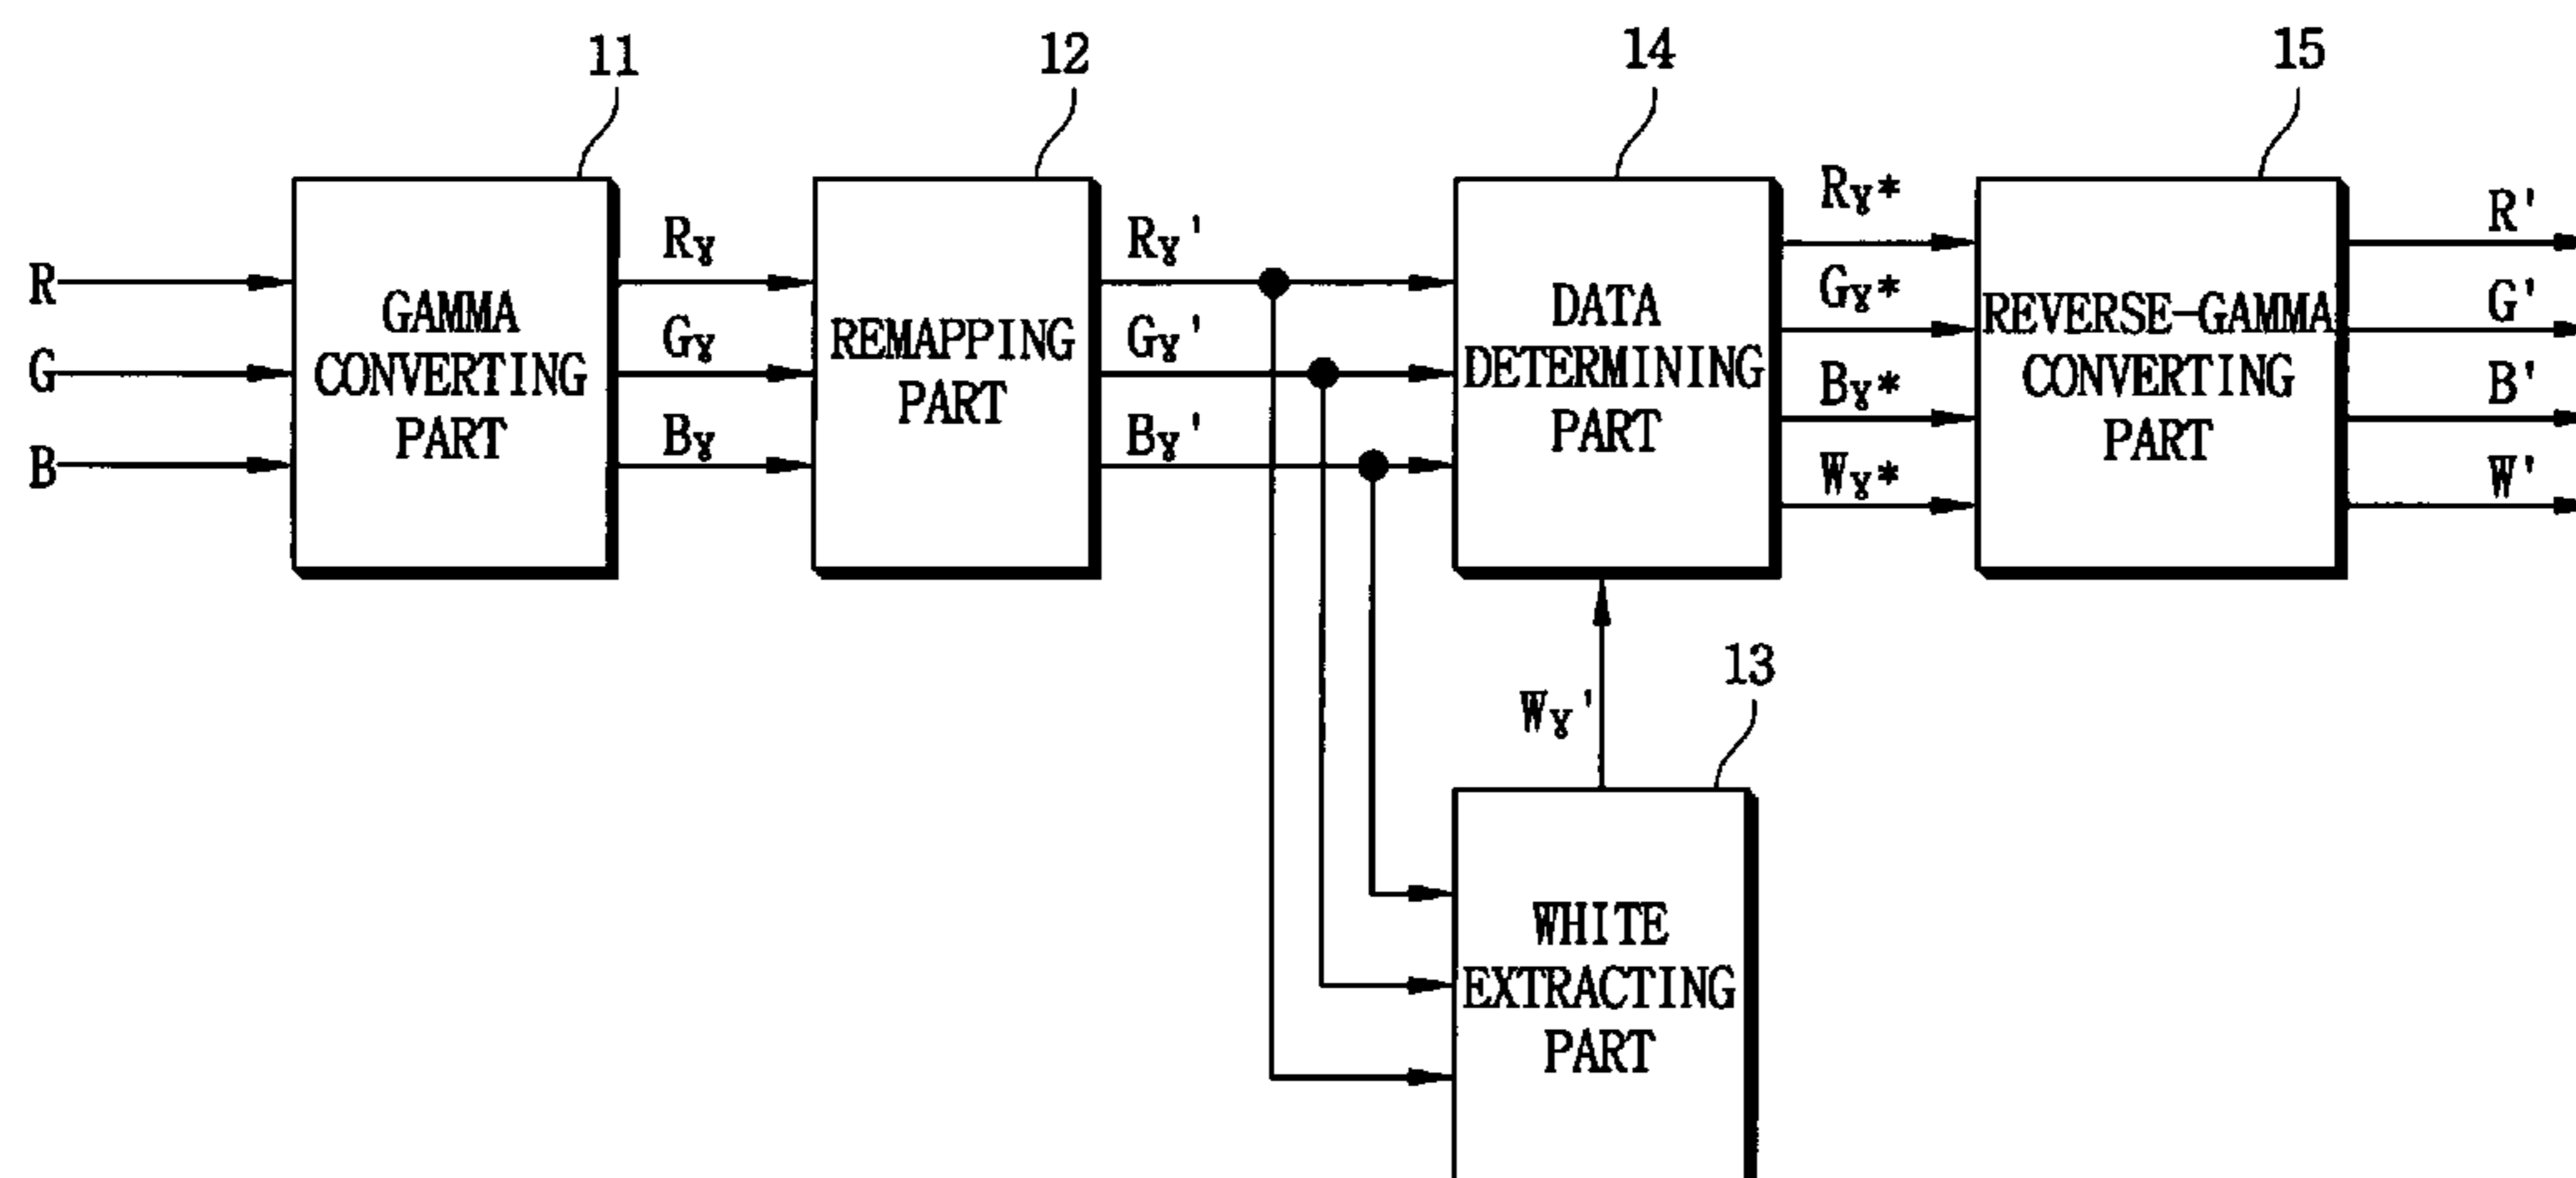 11
12
14
15
R
G
B
GAMMA
CONVERTING
PART
Rγ
Gγ
Bγ
REMAPPING
PART
Rγ'
Gγ'
Bγ'
DATA
DETERMINING
PART
Rγ*
Gγ*
Bγ*
Wγ*
REVERSE-GAMMA
CONVERTING
PART
R'
G'
B'
W'
Wγ'
13
WHITE
EXTRACTING
PART